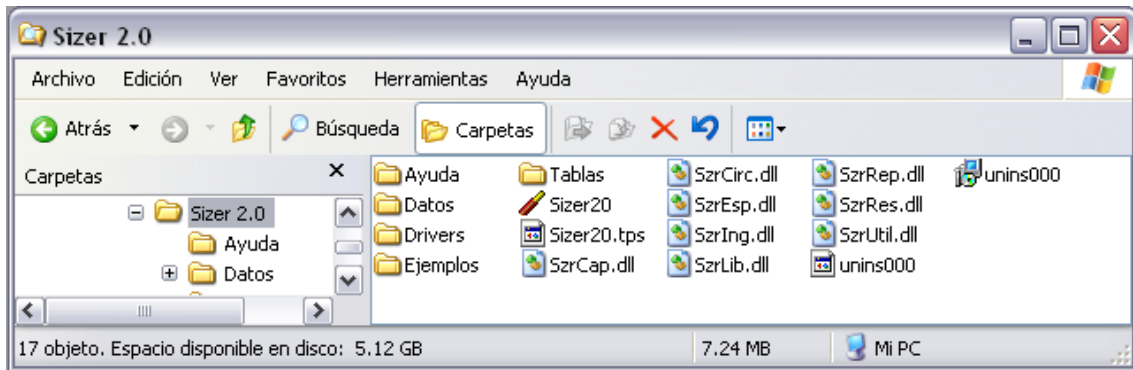 Sizer 2.0
Archivo Edición Ver Favoritos Herramientas Ayuda
Atrás Búsqueda Carpetas
Carpetas
Sizer 2.0
Ayuda
Datos
Ayuda Tablas SzrCirc.dll SzrRep.dll unins000
Datos Sizer20 SzrEsp.dll SzrRes.dll
Drivers Sizer20.tps SzrIng.dll SzrUtil.dll
Ejemplos SzrCap.dll SzrLib.dll unins000
17 objeto. Espacio disponible en disco: 5.12 GB 7.24 MB Mi PC